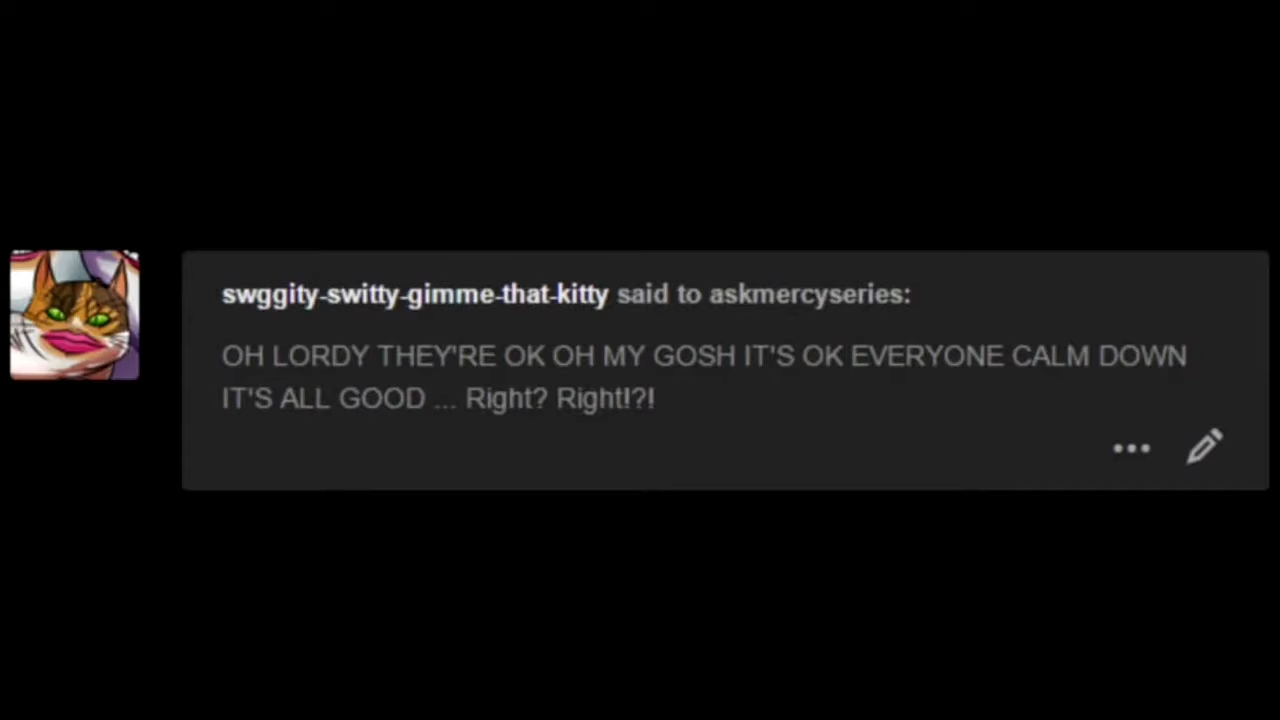 swggity-switty-gimme-that-kitty said to askmercyseries:
OH LORDY THEY'RE OK OH MY GOSH IT'S OK EVERYONE CALM DOWN
IT'S ALL GOOD ... Right? Right!?!